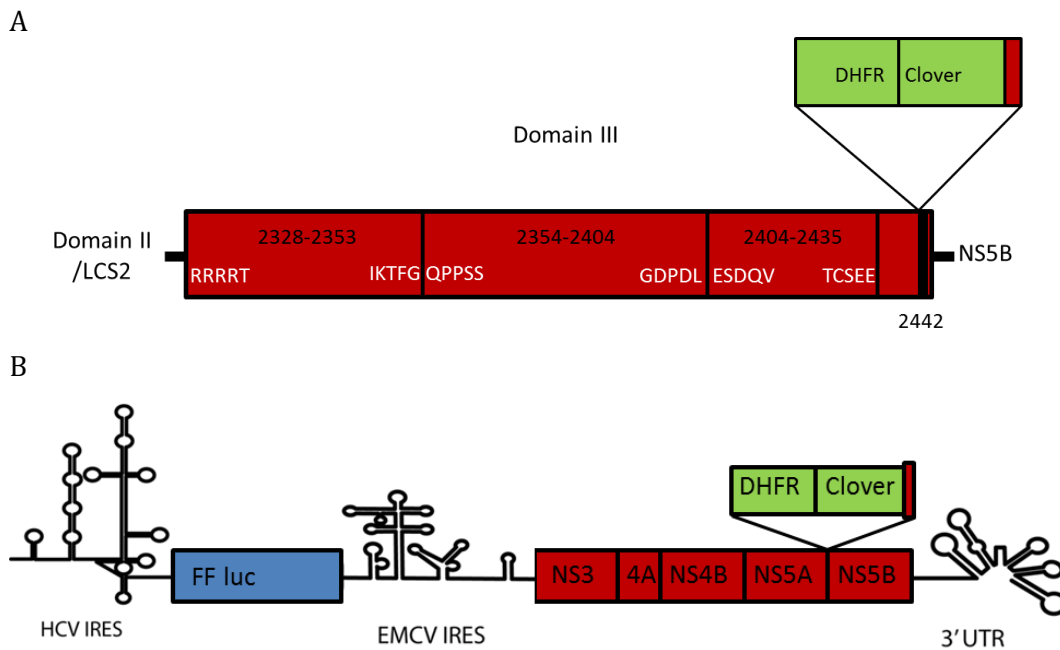 A
DHFR Clover
Domain III
Domain II
/LCS2
2328-2353 2354-2404 2404-2435
RRRRT IKTFG QPPSS GDPDL ESDQV TCSEE
NS5B
2442
B
DHFR Clover
FF luc NS3 4A NS4B NS5A NS5B
HCV IRES EMCV IRES 3’UTR